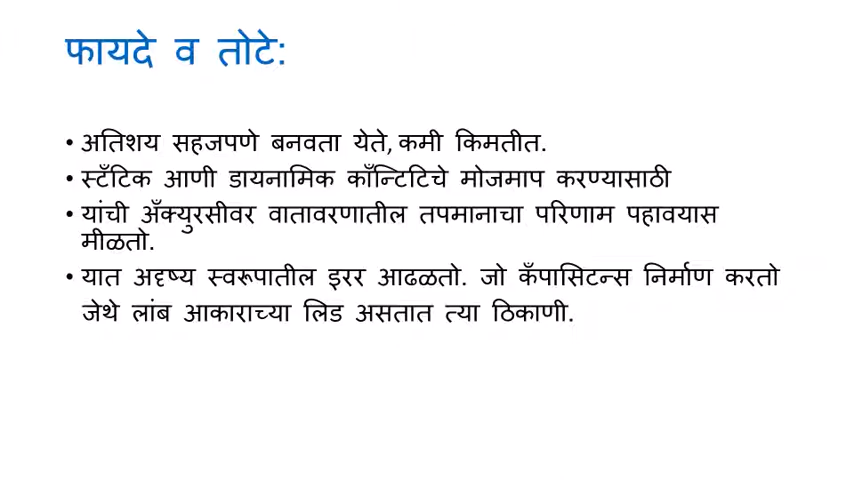 फायदे व तोटे:
• अतिशय सहजपणे बनवता येते, कमी किमतीत.
• स्टॅंटिक आणी डायनामिक कॉंन्टिटिचे मोजमाप करण्यासाठी
• यांची ॲंक्युरसीवर वातावरणातील तपमानाचा परिणाम पहावयास
मीळतो.
• यात अदृष्य स्वरूपातील इरर आढळतो. जो कॅंपासिटन्स निर्माण करतो
जेथे लांब आकाराच्या लिड असतात त्या ठिकाणी.